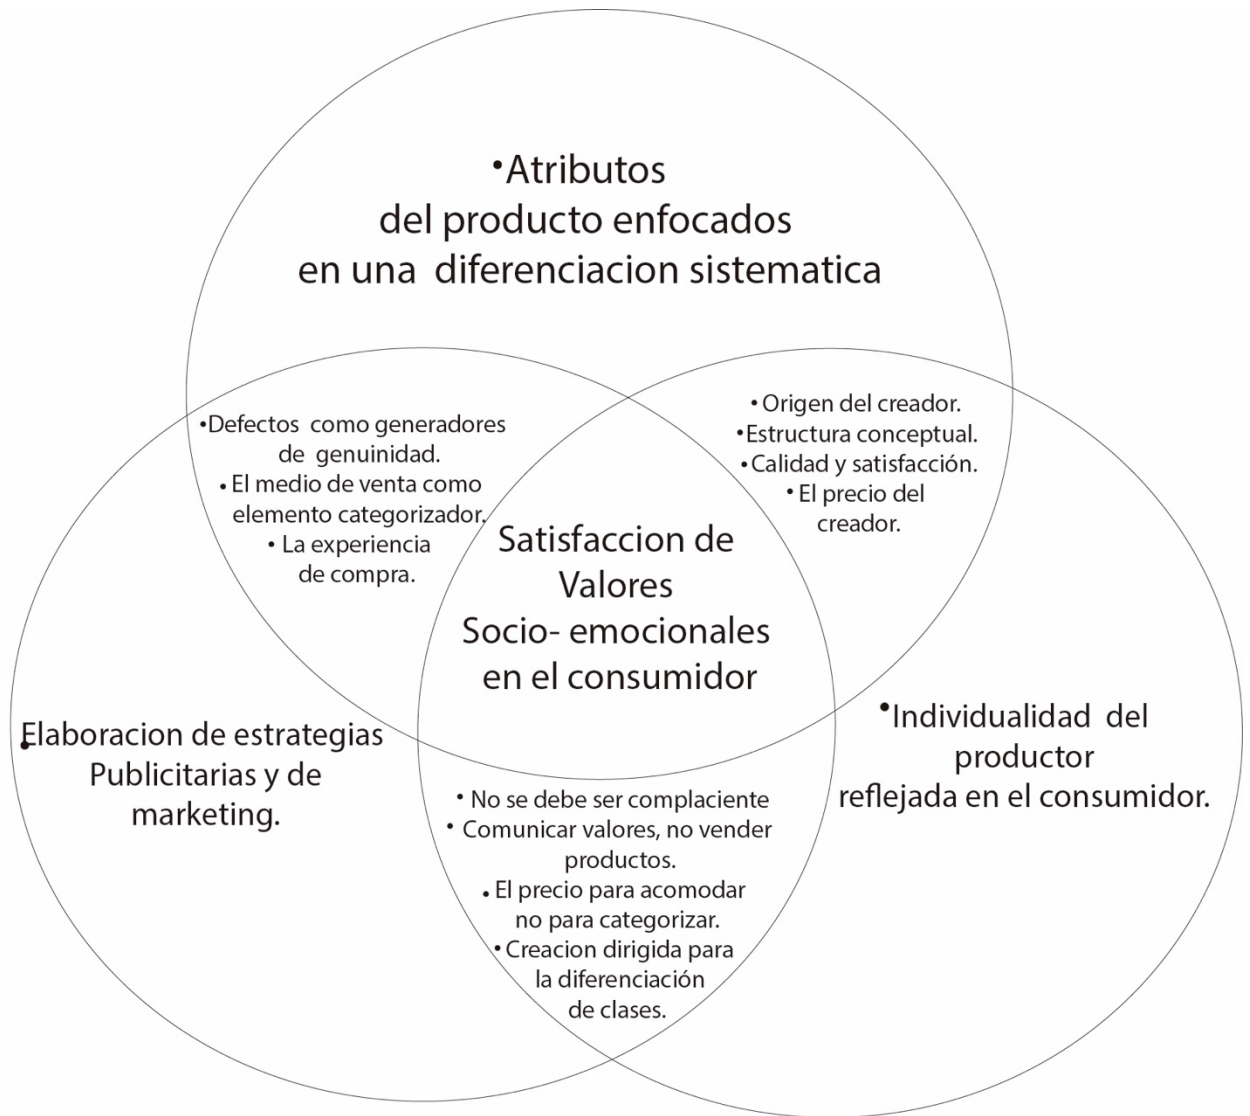 •Atributos
del producto enfocados
en una diferenciacion sistematica
•Defectos como generadores
de genuinidad.
• El medio de venta como
elemento categorizador.
• La experiencia
de compra.
• Origen del creador.
•Estructura conceptual.
•Calidad y satisfacción.
• El precio del
creador.
Satisfaccion de
Valores
Socio- emocionales
en el consumidor
•Elaboracion de estrategias
Publicitarias y de
marketing.
•Individualidad del
productor
reflejada en el consumidor.
• No se debe ser complaciente
• Comunicar valores, no vender
productos.
• El precio para acomodar
no para categorizar.
• Creacion dirigida para
la diferenciación
de clases.